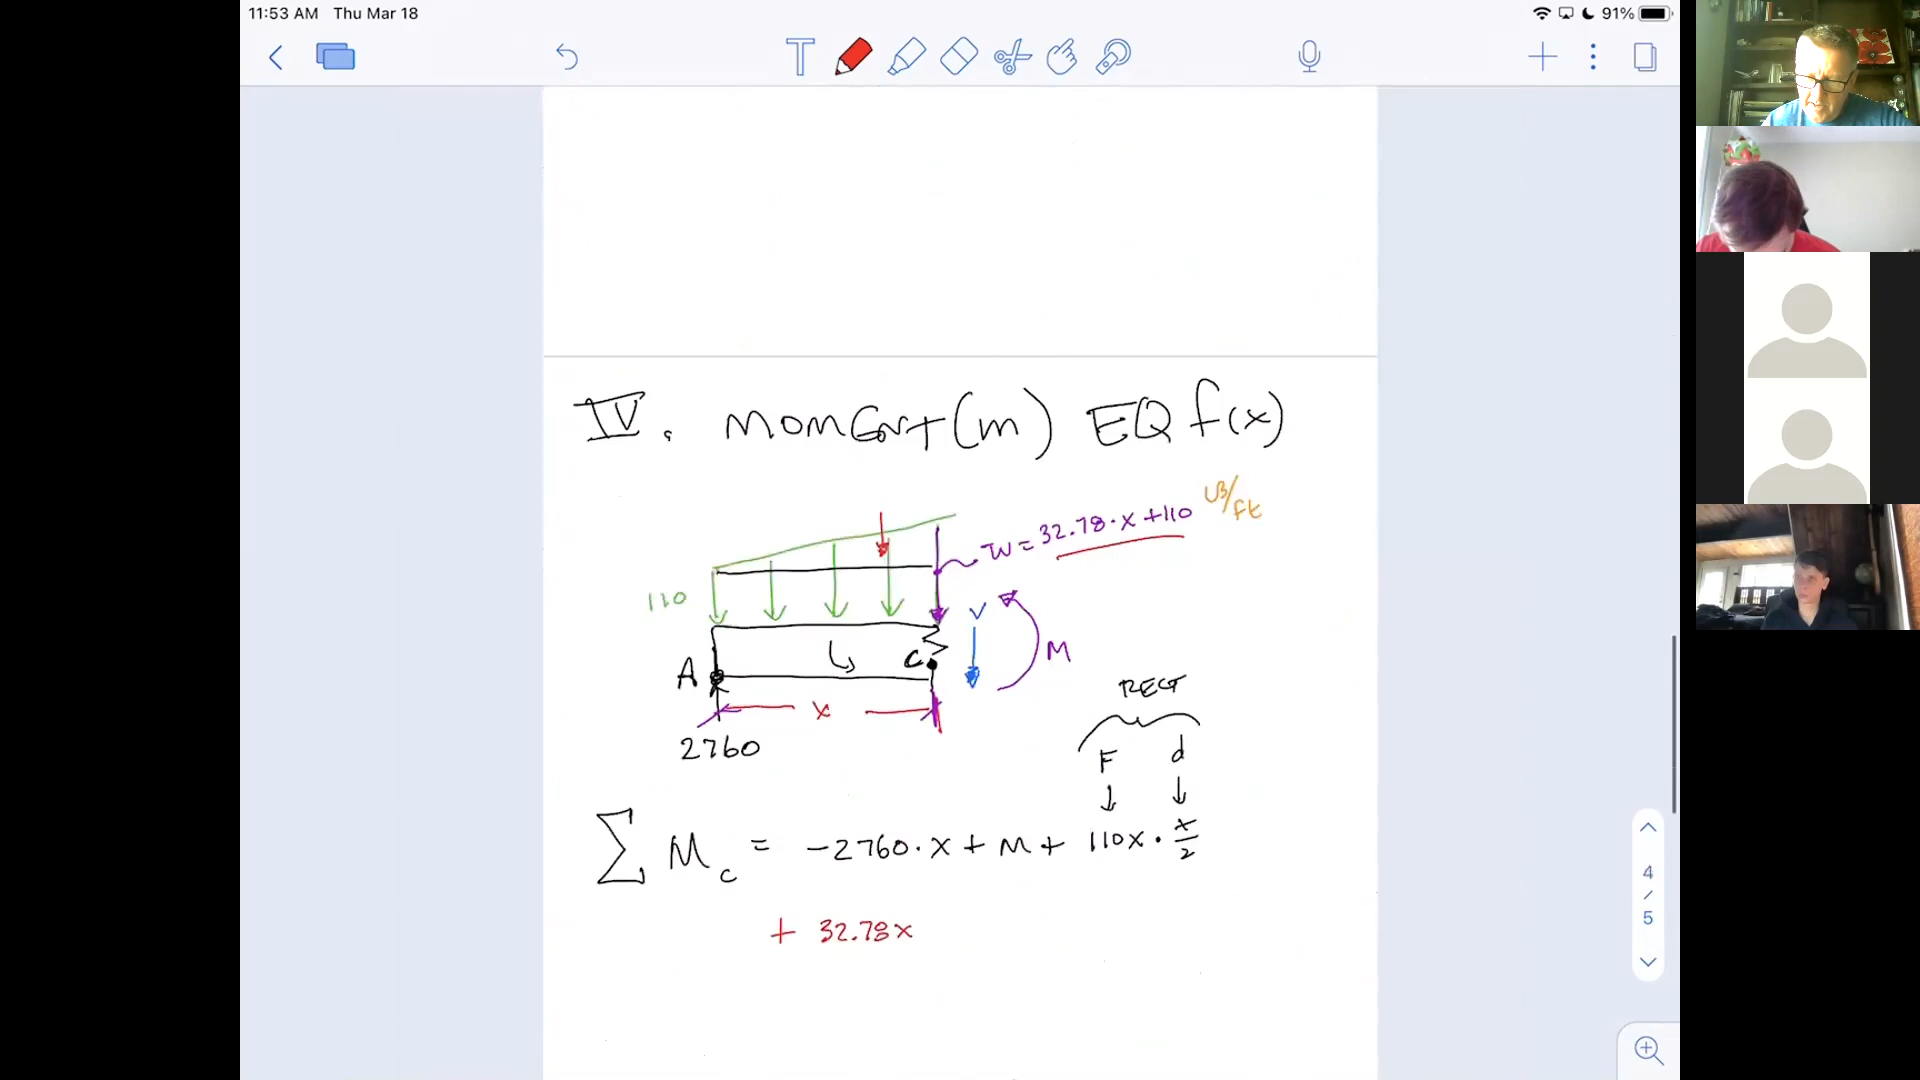 11:53 AM Thu Mar 18
91%
T
IV. MOMENT(m) EQ f(x)
W = 32.78·x + 110 LB/ft
110
V
C
M
A
x
2760
RECT
F d
∑ M_C = -2760·x + M + 110x · x/2
+ 32.78x
4
/
5